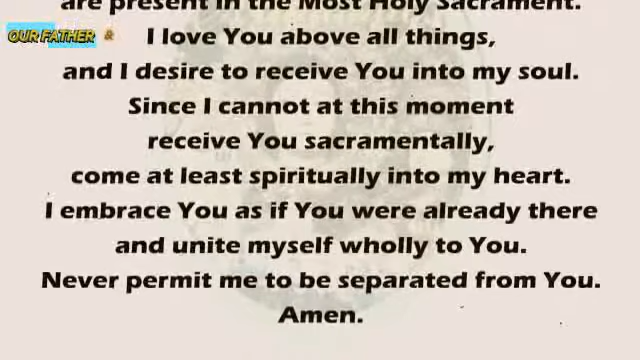 are present in the Most Holy Sacrament.
OUR FATHER &
I love You above all things,
and I desire to receive You into my soul.
Since I cannot at this moment
receive You sacramentally,
come at least spiritually into my heart.
I embrace You as if You were already there
and unite myself wholly to You.
Never permit me to be separated from You.
Amen.